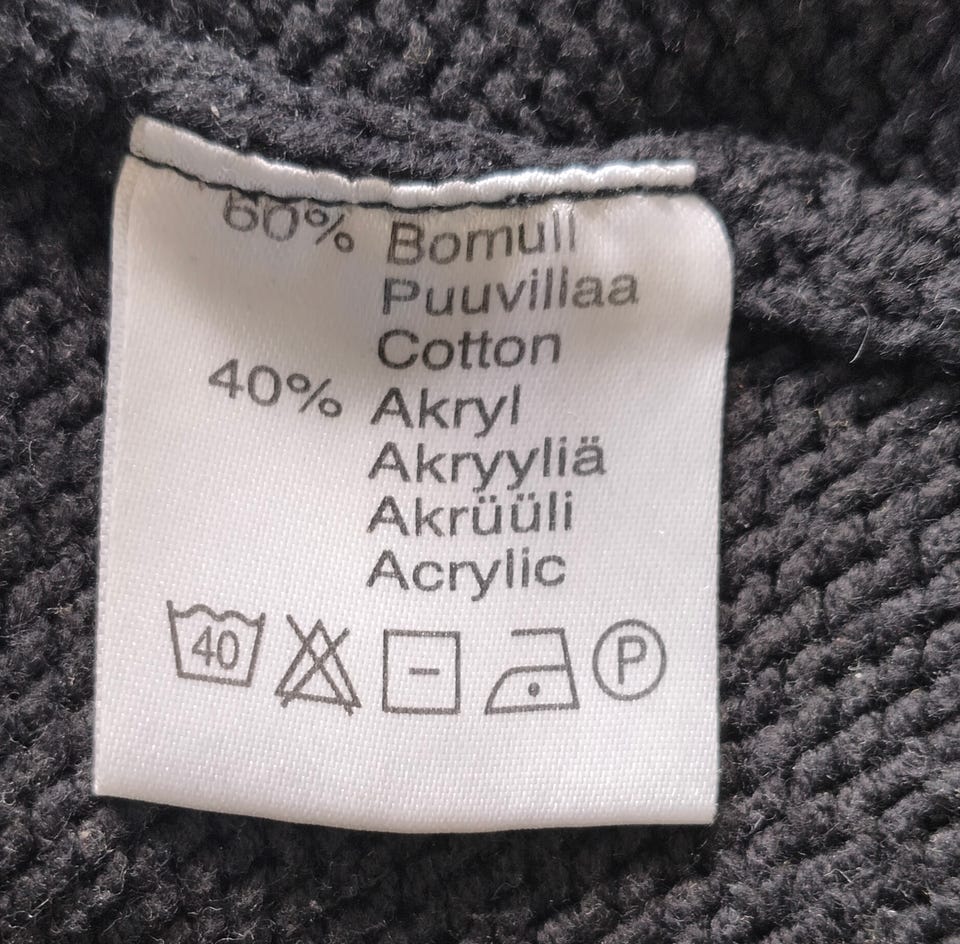 60% Bomull
Puuvillaa
Cotton
40% Akryl
Akryyliä
Akrüüli
Acrylic
40
P